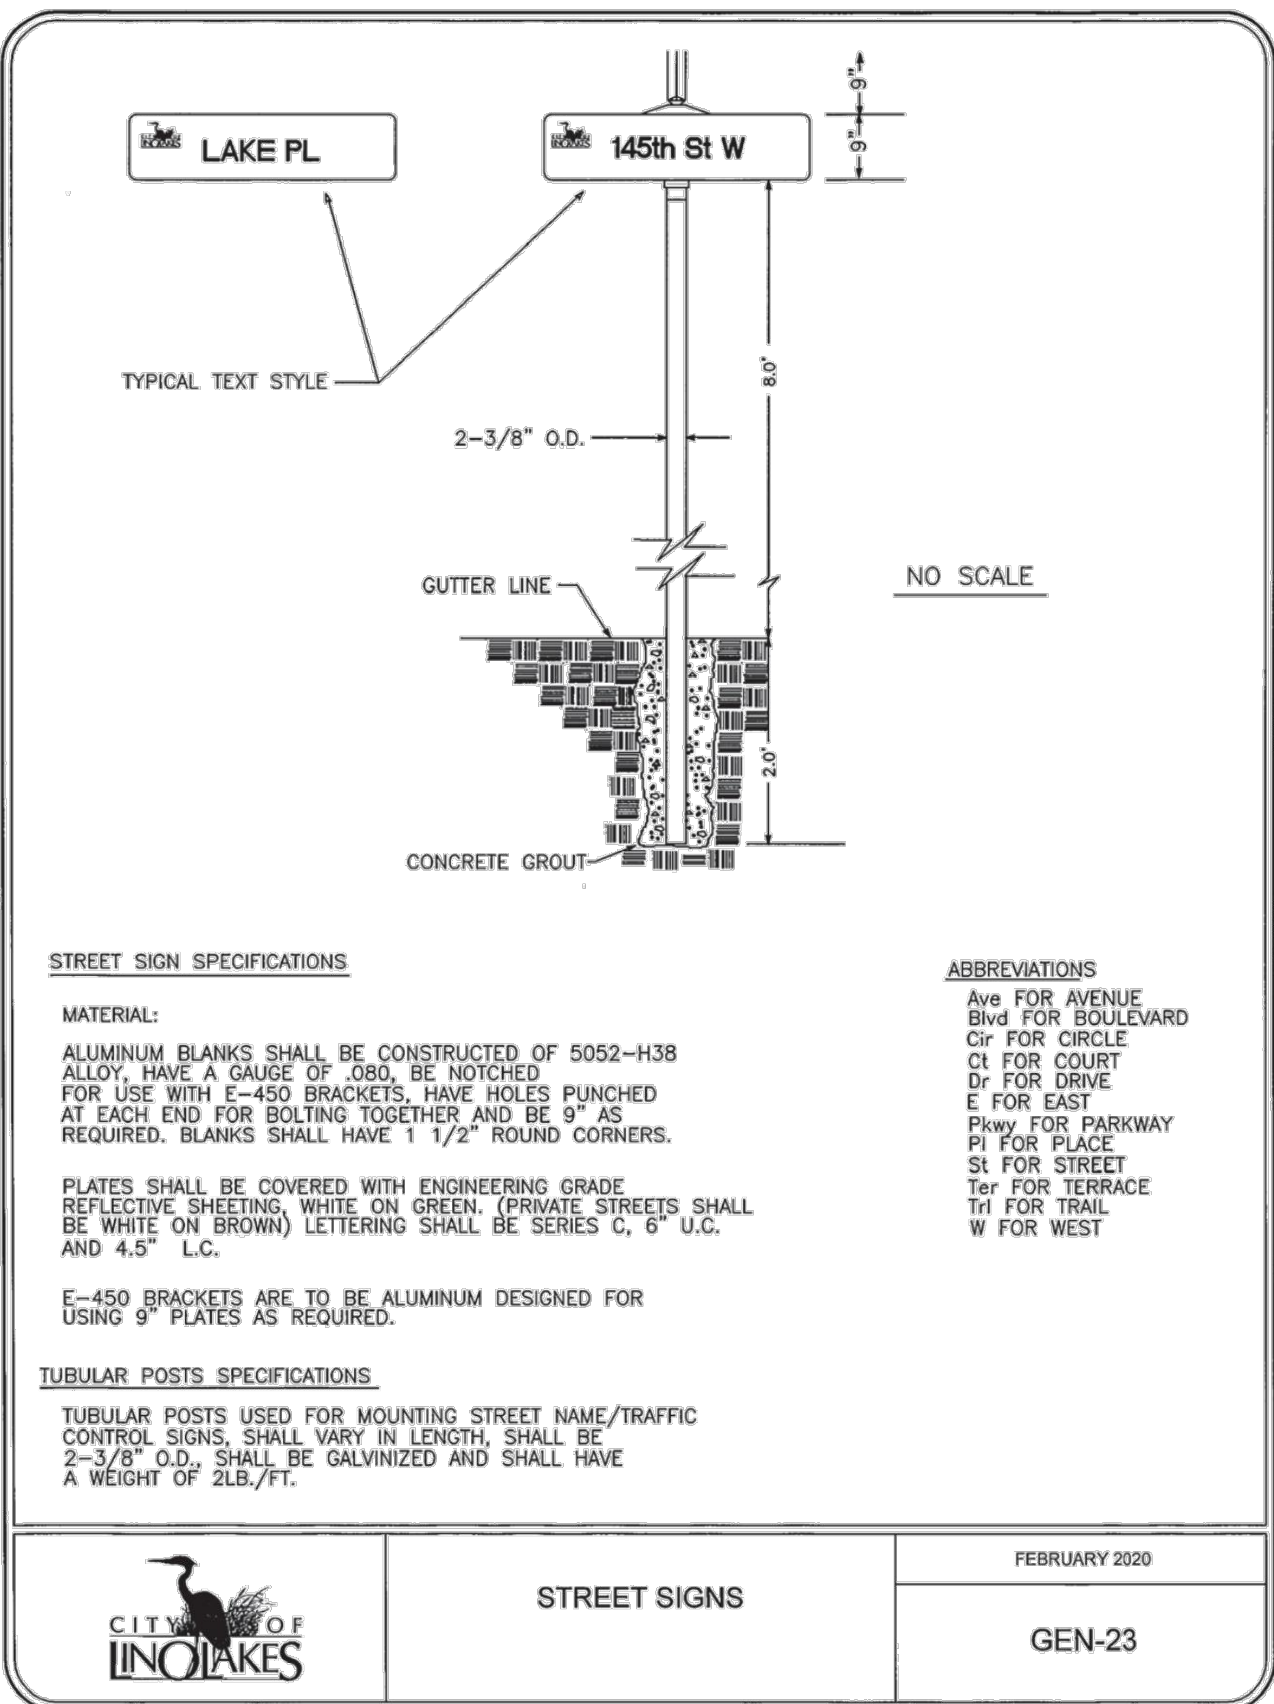 LAKE PL
145th St W
9"
9"
TYPICAL TEXT STYLE
8.0'
2-3/8" O.D.
GUTTER LINE
NO SCALE
2.0'
CONCRETE GROUT
STREET SIGN SPECIFICATIONS
MATERIAL:
ALUMINUM BLANKS SHALL BE CONSTRUCTED OF 5052-H38
ALLOY, HAVE A GAUGE OF .080, BE NOTCHED
FOR USE WITH E-450 BRACKETS, HAVE HOLES PUNCHED
AT EACH END FOR BOLTING TOGETHER AND BE 9" AS
REQUIRED. BLANKS SHALL HAVE 1 1/2" ROUND CORNERS.
PLATES SHALL BE COVERED WITH ENGINEERING GRADE
REFLECTIVE SHEETING, WHITE ON GREEN. (PRIVATE STREETS SHALL
BE WHITE ON BROWN) LETTERING SHALL BE SERIES C, 6" U.C.
AND 4.5" L.C.
E-450 BRACKETS ARE TO BE ALUMINUM DESIGNED FOR
USING 9" PLATES AS REQUIRED.
TUBULAR POSTS SPECIFICATIONS
TUBULAR POSTS USED FOR MOUNTING STREET NAME/TRAFFIC
CONTROL SIGNS, SHALL VARY IN LENGTH, SHALL BE
2-3/8" O.D., SHALL BE GALVINIZED AND SHALL HAVE
A WEIGHT OF 2LB./FT.
ABBREVIATIONS
Ave FOR AVENUE
Blvd FOR BOULEVARD
Cir FOR CIRCLE
Ct FOR COURT
Dr FOR DRIVE
E FOR EAST
Pkwy FOR PARKWAY
Pl FOR PLACE
St FOR STREET
Ter FOR TERRACE
Trl FOR TRAIL
W FOR WEST
CITY OF
LINO LAKES
STREET SIGNS
FEBRUARY 2020
GEN-23